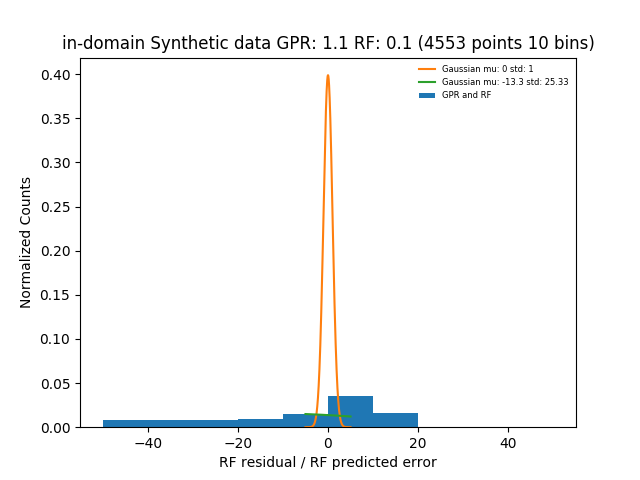 in-domain Synthetic data GPR: 1.1 RF: 0.1 (4553 points 10 bins)
Gaussian mu: 0 std: 1
Gaussian mu: -13.3 std: 25.33
GPR and RF
Normalized Counts
0.40
0.35
0.30
0.25
0.20
0.15
0.10
0.05
0.00
−40 −20 0 20 40
RF residual / RF predicted error